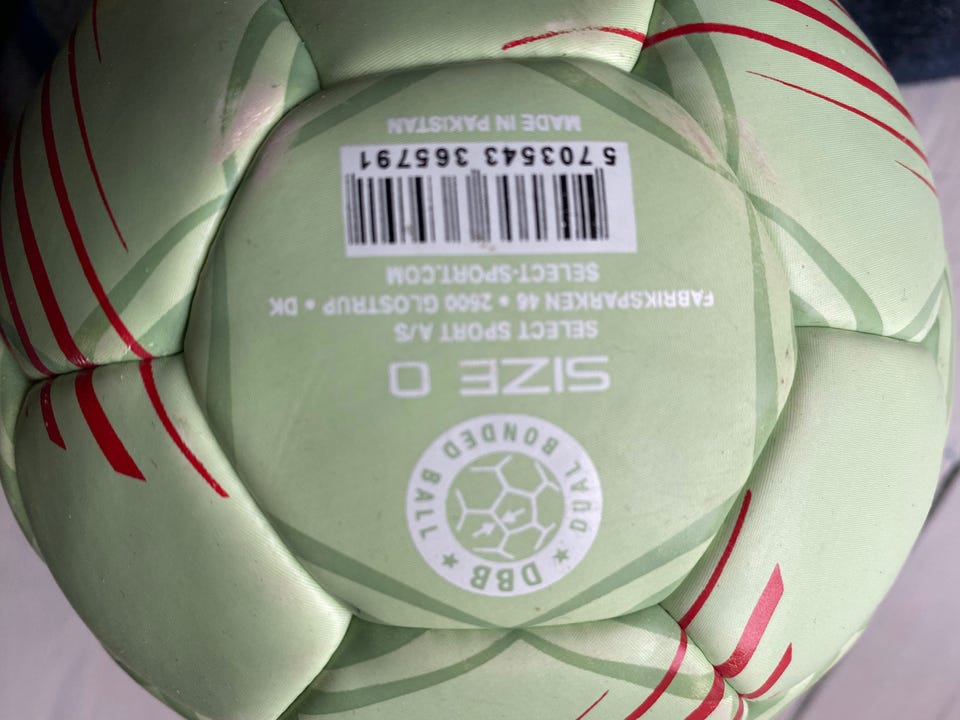 DBB
DUAL BONDED BALL
SIZE 0
SELECT SPORT A/S
FABRIKSPARKEN 46 • 2600 GLOSTRUP • DK
SELECT-SPORT.COM
5 703543 365791
MADE IN PAKISTAN